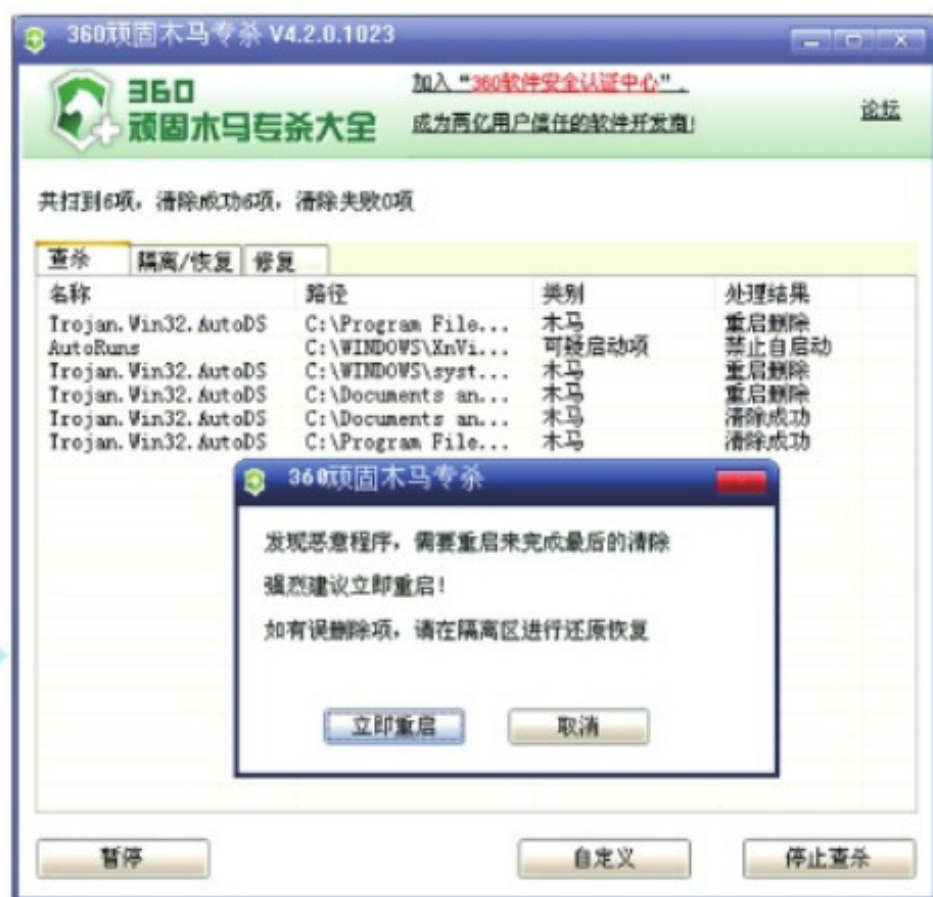 360顽固木马专杀 V4.2.0.1023
360
顽固木马专杀大全
加入“360软件安全认证中心”，
成为两亿用户信任的软件开发商!
论坛
共扫到6项，清除成功6项，清除失败0项
查杀 隔离/恢复 修复
名称 路径 类别 处理结果
Trojan.Win32.AutoDS C:\Program File... 木马 重启删除
AutoRuns C:\WINDOWS\XnVi... 可疑启动项 禁止自启动
Trojan.Win32.AutoDS C:\WINDOWS\syst... 木马 重启删除
Trojan.Win32.AutoDS C:\Documents an... 木马 重启删除
Trojan.Win32.AutoDS C:\Documents an... 木马 清除成功
Trojan.Win32.AutoDS C:\Program File... 木马 清除成功
360顽固木马专杀
发现恶意程序，需要重启来完成最后的清除
强烈建议立即重启!
如有误删除项，请在隔离区进行还原恢复
立即重启 取消
暂停 自定义 停止查杀